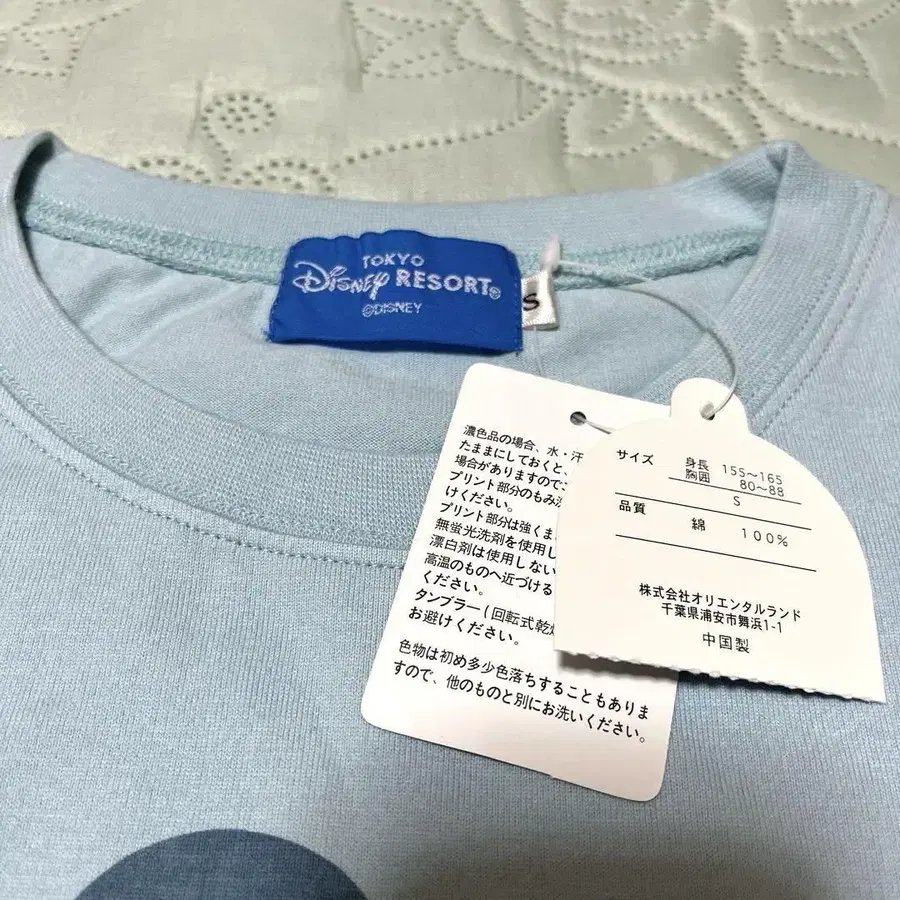 TOKYO
Disney RESORT®
©DISNEY
S
濃色品の場合、水・汗
たままにしておくと、
場合がありますのでご
プリント部分のもみ洗
けください。
プリント部分は強くま
無蛍光洗剤を使用し
漂白剤は使用しない
高温のものへ近づける
ください。
タンブラー(回転式乾燥
お避けください。
色物は初め多少色落ちすることもありま
すので、他のものと別にお洗いください。
サイズ 身長 155〜165
胸囲 80〜88
S
品質 綿 100%
株式会社オリエンタルランド
千葉県浦安市舞浜1-1
中国製